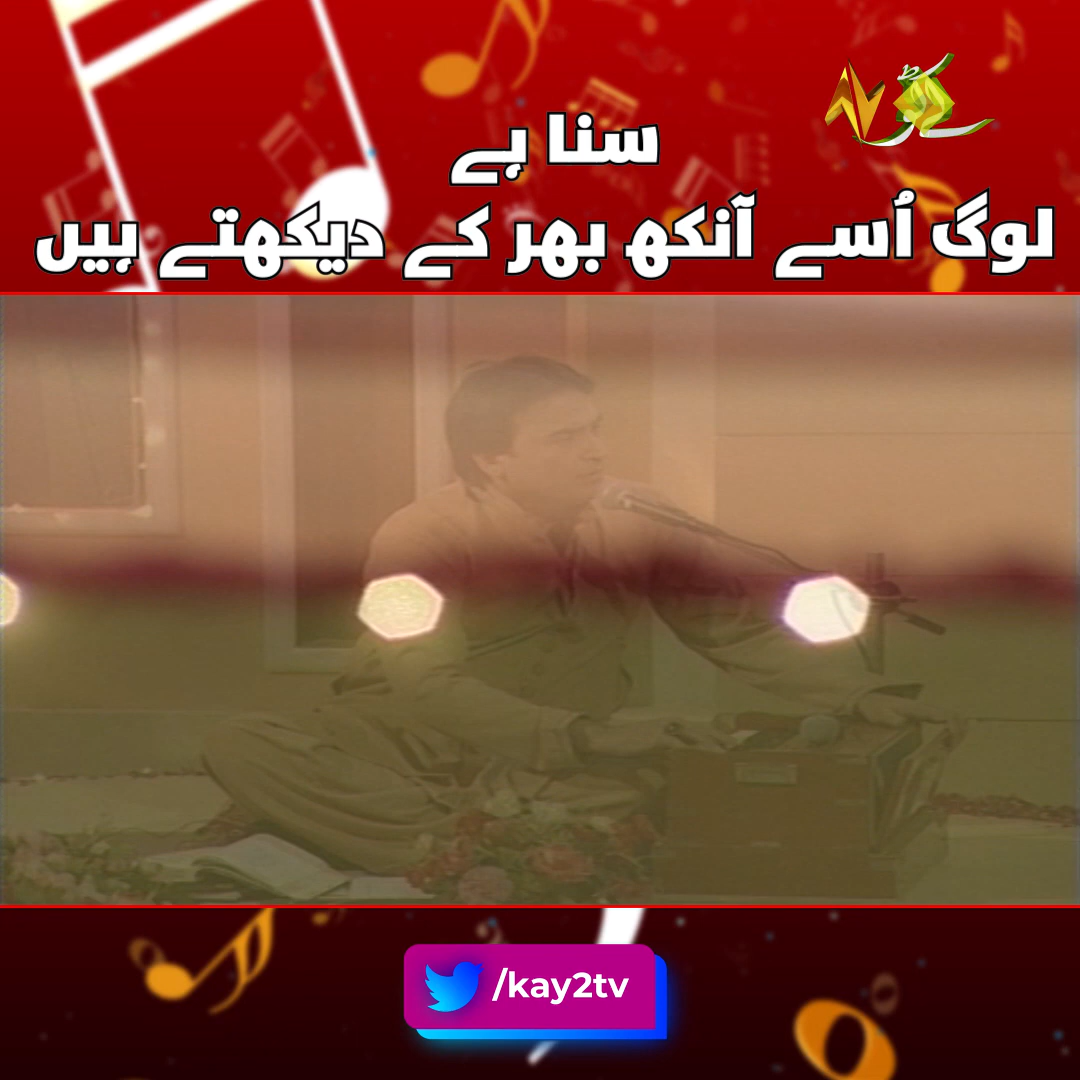 سنا ہے
لوگ اُسے آنکھ بھر کے دیکھتے ہیں
/kay2tv